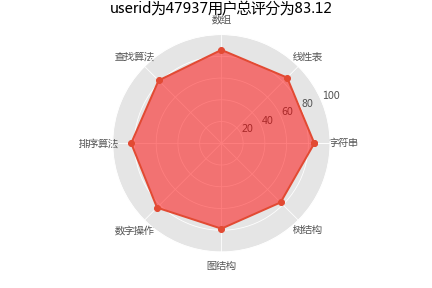 userid为47937用户总评分为83.12
数组
查找算法
线性表
100
80
60
40
20
排序算法
字符串
数字操作
树结构
图结构